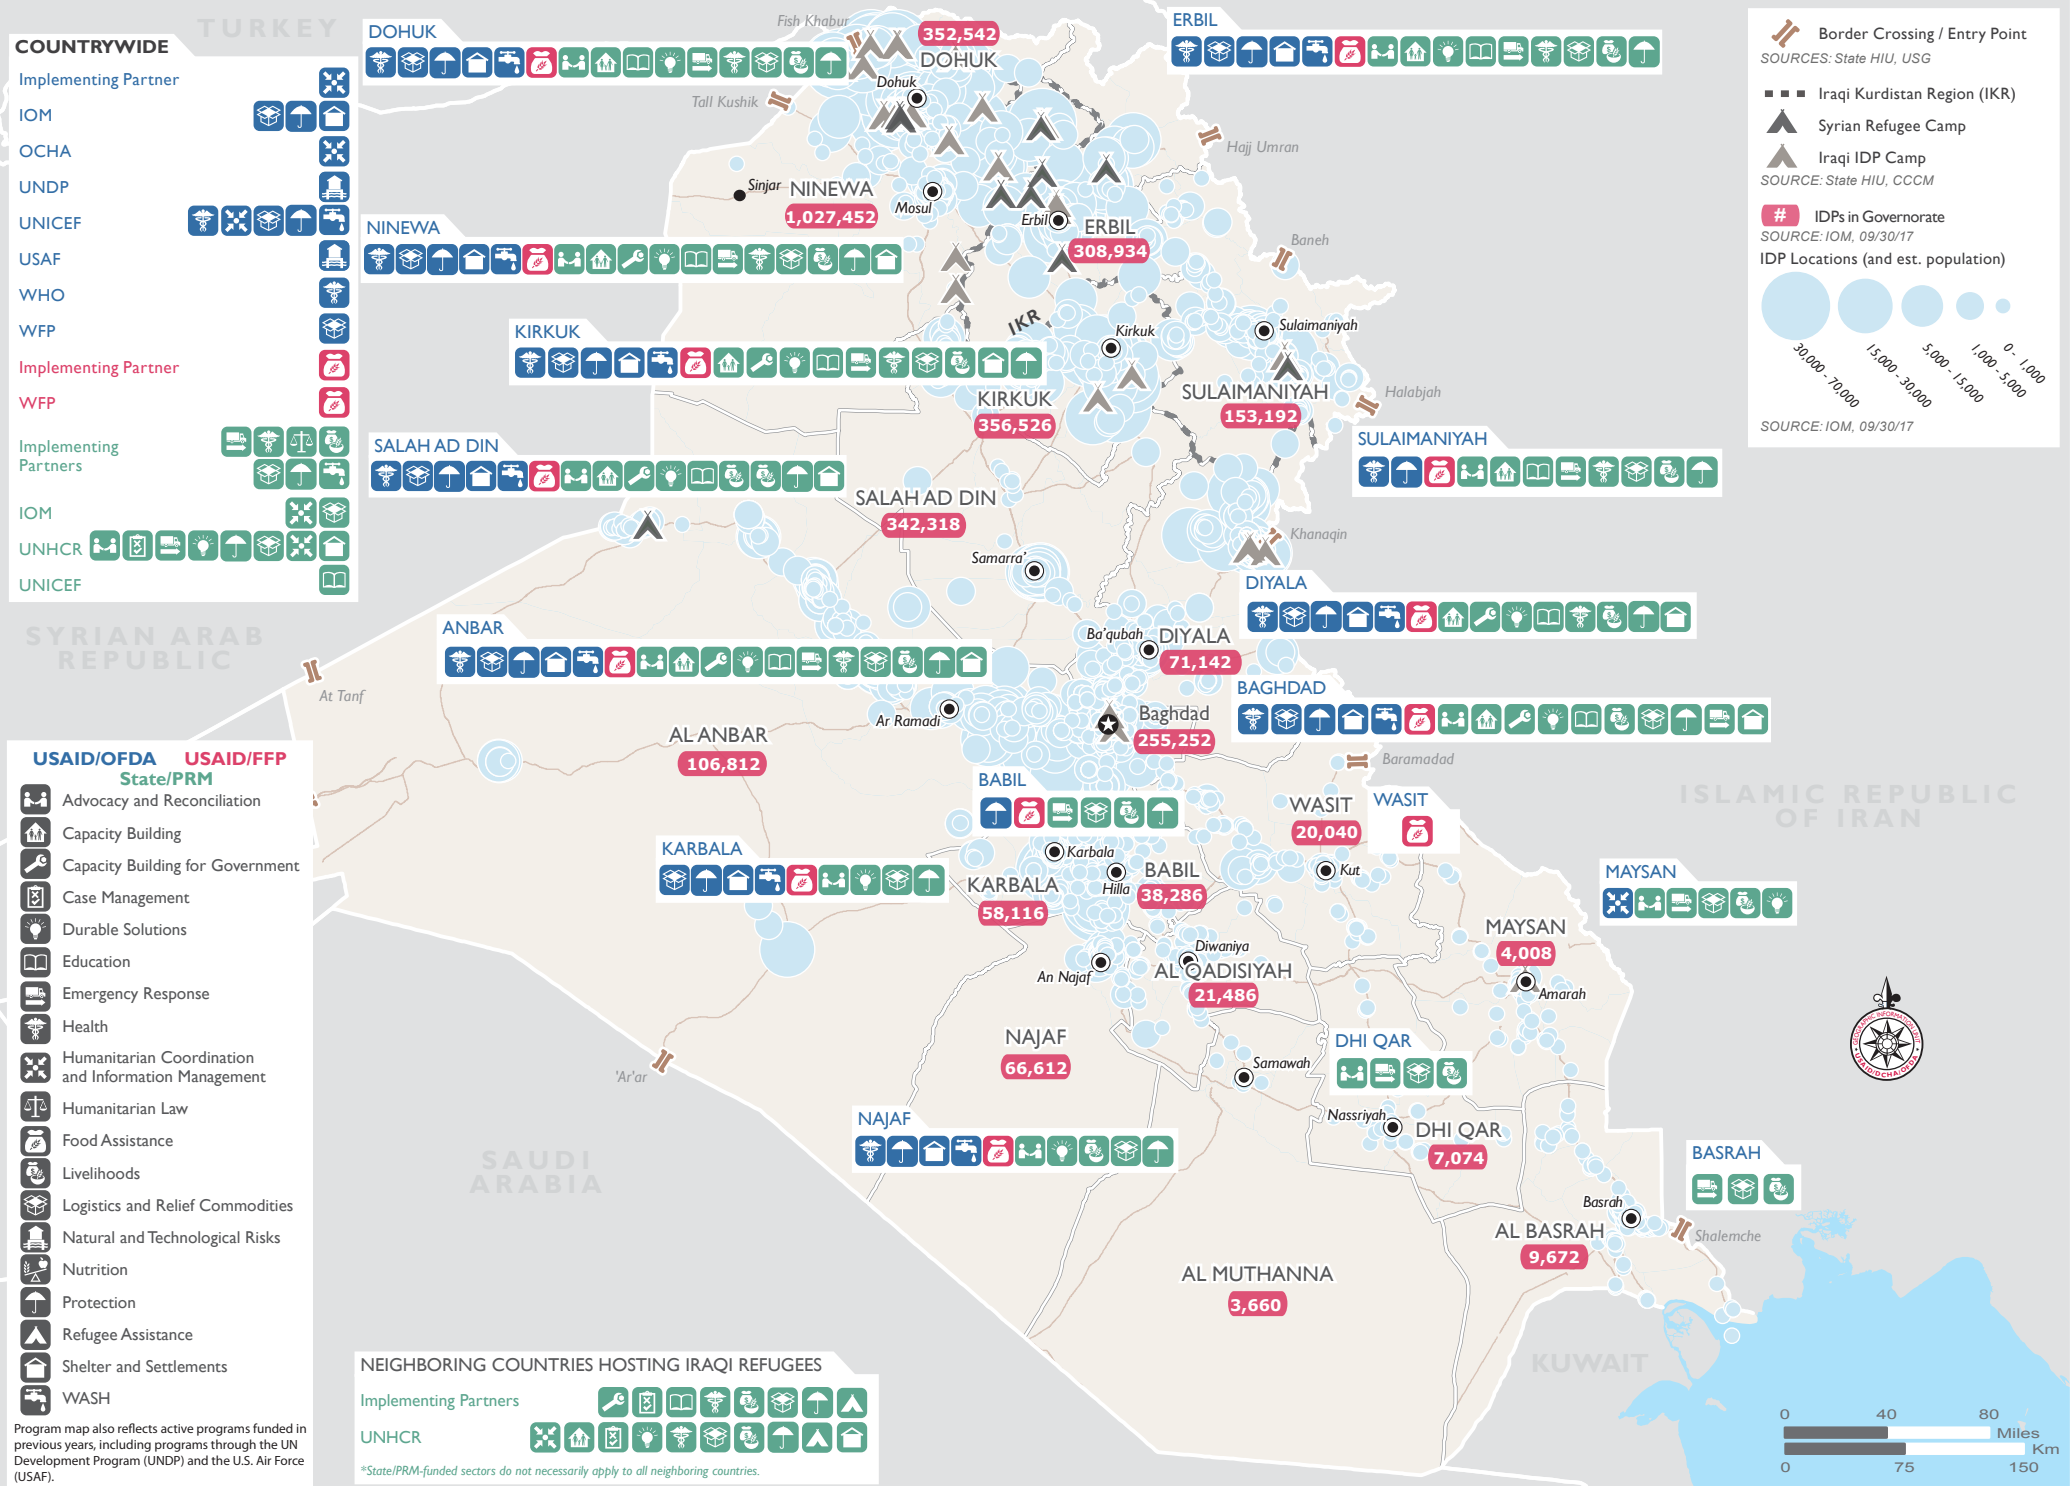 TURKEY
COUNTRYWIDE
Implementing Partner
IOM
OCHA
UNDP
UNICEF
USAF
WHO
WFP
Implementing Partner
WFP
Implementing
Partners
IOM
UNHCR
UNICEF
DOHUK
NINEWA
KIRKUK
SALAH AD DIN
ANBAR
ERBIL
SULAIMANIYAH
DIYALA
BAGHDAD
BABIL
WASIT
KARBALA
MAYSAN
DHI QAR
NAJAF
BASRAH
Border Crossing / Entry Point
SOURCES: State HIU, USG
Iraqi Kurdistan Region (IKR)
Syrian Refugee Camp
Iraqi IDP Camp
SOURCE: State HIU, CCCM
# IDPs in Governorate
SOURCE: IOM, 09/30/17
IDP Locations (and est. population)
30,000 - 70,000
15,000 - 30,000
5,000 - 15,000
1,000 - 5,000
0 - 1,000
SOURCE: IOM, 09/30/17
Fish Khabur
352,542
DOHUK
Dohuk
Tall Kushik
Hajj Umran
Sinjar
NINEWA
1,027,452
Mosul
Erbil
ERBIL
308,934
Baneh
IKR
Kirkuk
Sulaimaniyah
KIRKUK
356,526
SULAIMANIYAH
153,192
Halabjah
SALAH AD DIN
342,318
Samarra'
Khanaqin
Ba'qubah
DIYALA
71,142
SYRIAN ARAB
REPUBLIC
At Tanf
Ar Ramadi
Baghdad
255,252
AL ANBAR
106,812
Baramadad
WASIT
20,040
Kut
ISLAMIC REPUBLIC
OF IRAN
Karbala
KARBALA
58,116
Hilla
BABIL
38,286
Diwaniya
AL QADISIYAH
21,486
An Najaf
MAYSAN
4,008
Amarah
NAJAF
66,612
'Ar'ar
Samawah
Nassriyah
DHI QAR
7,074
SAUDI
ARABIA
Basrah
AL BASRAH
9,672
Shalemche
AL MUTHANNA
3,660
KUWAIT
GEOGRAPHIC INFORMATION UNIT
USAID/DCHA/OFDA
USAID/OFDA USAID/FFP
State/PRM
Advocacy and Reconciliation
Capacity Building
Capacity Building for Government
Case Management
Durable Solutions
Education
Emergency Response
Health
Humanitarian Coordination
and Information Management
Humanitarian Law
Food Assistance
Livelihoods
Logistics and Relief Commodities
Natural and Technological Risks
Nutrition
Protection
Refugee Assistance
Shelter and Settlements
WASH
Program map also reflects active programs funded in
previous years, including programs through the UN
Development Program (UNDP) and the U.S. Air Force
(USAF).
NEIGHBORING COUNTRIES HOSTING IRAQI REFUGEES
Implementing Partners
UNHCR
*State/PRM-funded sectors do not necessarily apply to all neighboring countries.
0 40 80
Miles
Km
0 75 150